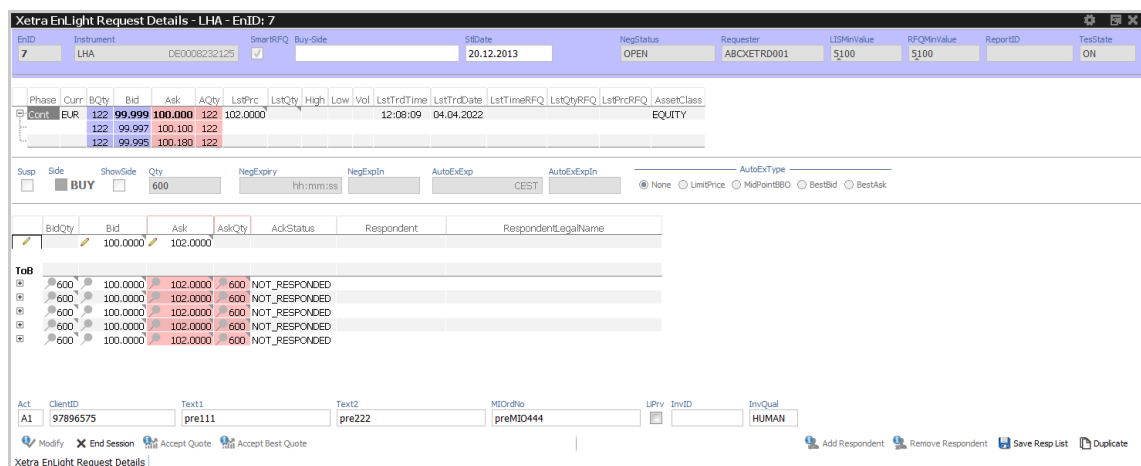 Xetra EnLight Request Details - LHA - EnID: 7
EnID Instrument SmartRFQ Buy-Side StlDate NegStatus Requester LISMinValue RFQMinValue ReportID TesState
7 LHA DE0008232125 20.12.2013 OPEN ABCXETRD001 5100 5100 ON
Phase Curr BQty Bid Ask AQty LstPrc LstQty High Low Vol LstTrdTime LstTrdDate LstTimeRFQ LstQtyRFQ LstPrcRFQ AssetClass
Cont EUR 122 99.999 100.000 122 102.0000 12:08:09 04.04.2022 EQUITY
122 99.997 100.100 122
122 99.995 100.180 122
Susp Side ShowSide Qty NegExpiry NegExpIn AutoExExp AutoExExpIn AutoExType
BUY 600 hh:mm:ss CEST None LimitPrice MidPointBBO BestBid BestAsk
BidQty Bid Ask AskQty AckStatus Respondent RespondentLegalName
100.0000 102.0000
ToB
600 100.0000 102.0000 600 NOT_RESPONDED
600 100.0000 102.0000 600 NOT_RESPONDED
600 100.0000 102.0000 600 NOT_RESPONDED
600 100.0000 102.0000 600 NOT_RESPONDED
600 100.0000 102.0000 600 NOT_RESPONDED
Act ClientID Text1 Text2 MIOrdNo LiPrv InvID InvQual
A1 97896575 pre111 pre222 preMIO444 HUMAN
Modify End Session Accept Quote Accept Best Quote Add Respondent Remove Respondent Save Resp List Duplicate
Xetra EnLight Request Details